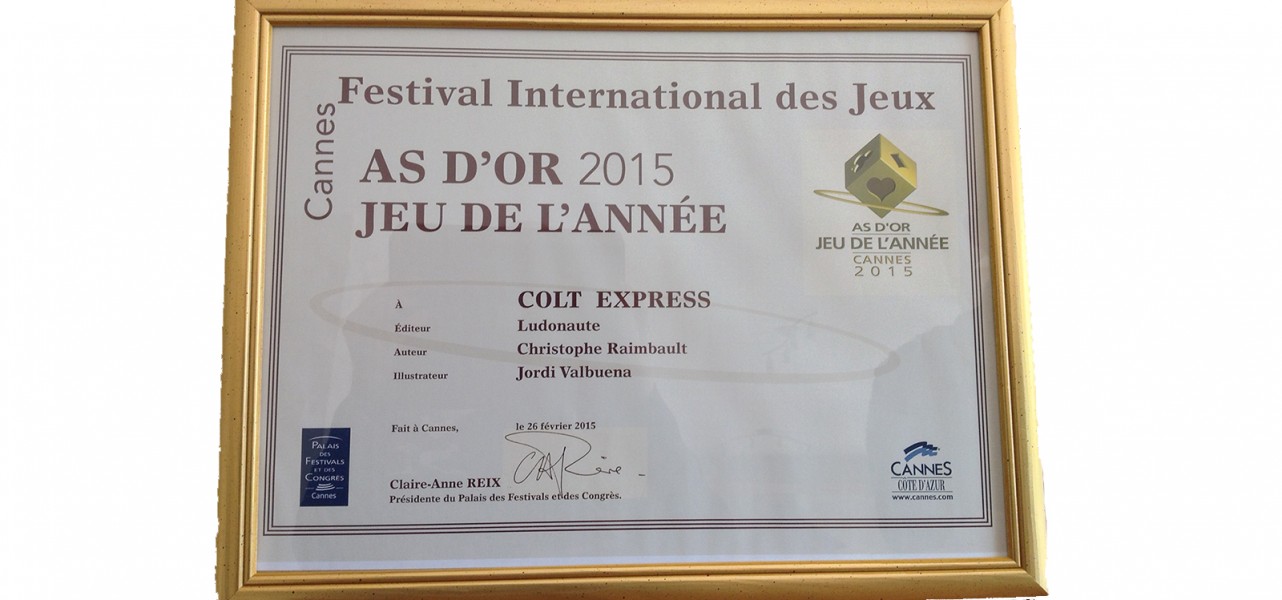 Cannes
Festival International des Jeux
AS D'OR 2015
JEU DE L'ANNÉE
AS D'OR
JEU DE L'ANNÉE
CANNES
2015
À COLT EXPRESS
Éditeur Ludonaute
Auteur Christophe Raimbault
Illustrateur Jordi Valbuena
Fait à Cannes, le 26 février 2015
Claire-Anne REIX
Présidente du Palais des Festivals et des Congrès.
PALAIS
DES
FESTIVALS
ET DES
CONGRÈS
Cannes
CANNES
CÔTE D'AZUR
www.cannes.com